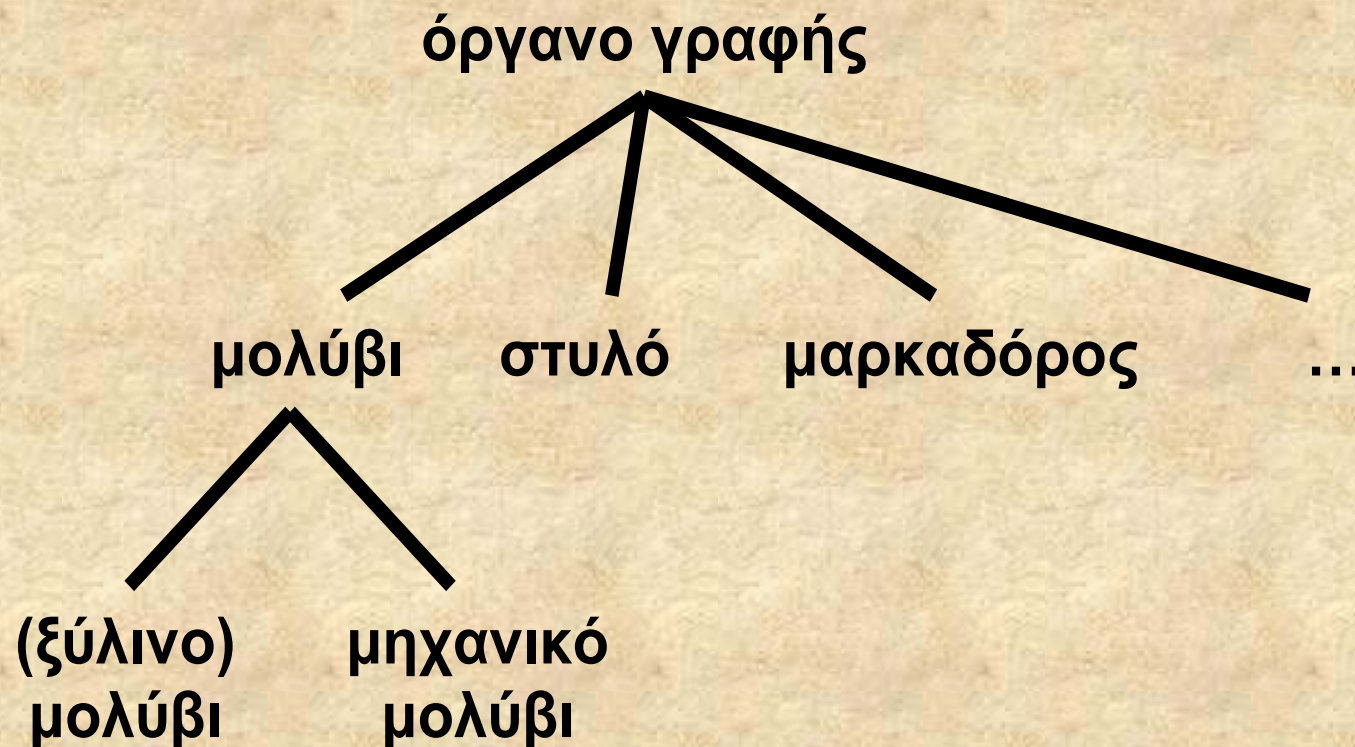 όργανο γραφής
μολύβι στυλό μαρκαδόρος …
(ξύλινο) μηχανικό
μολύβι μολύβι